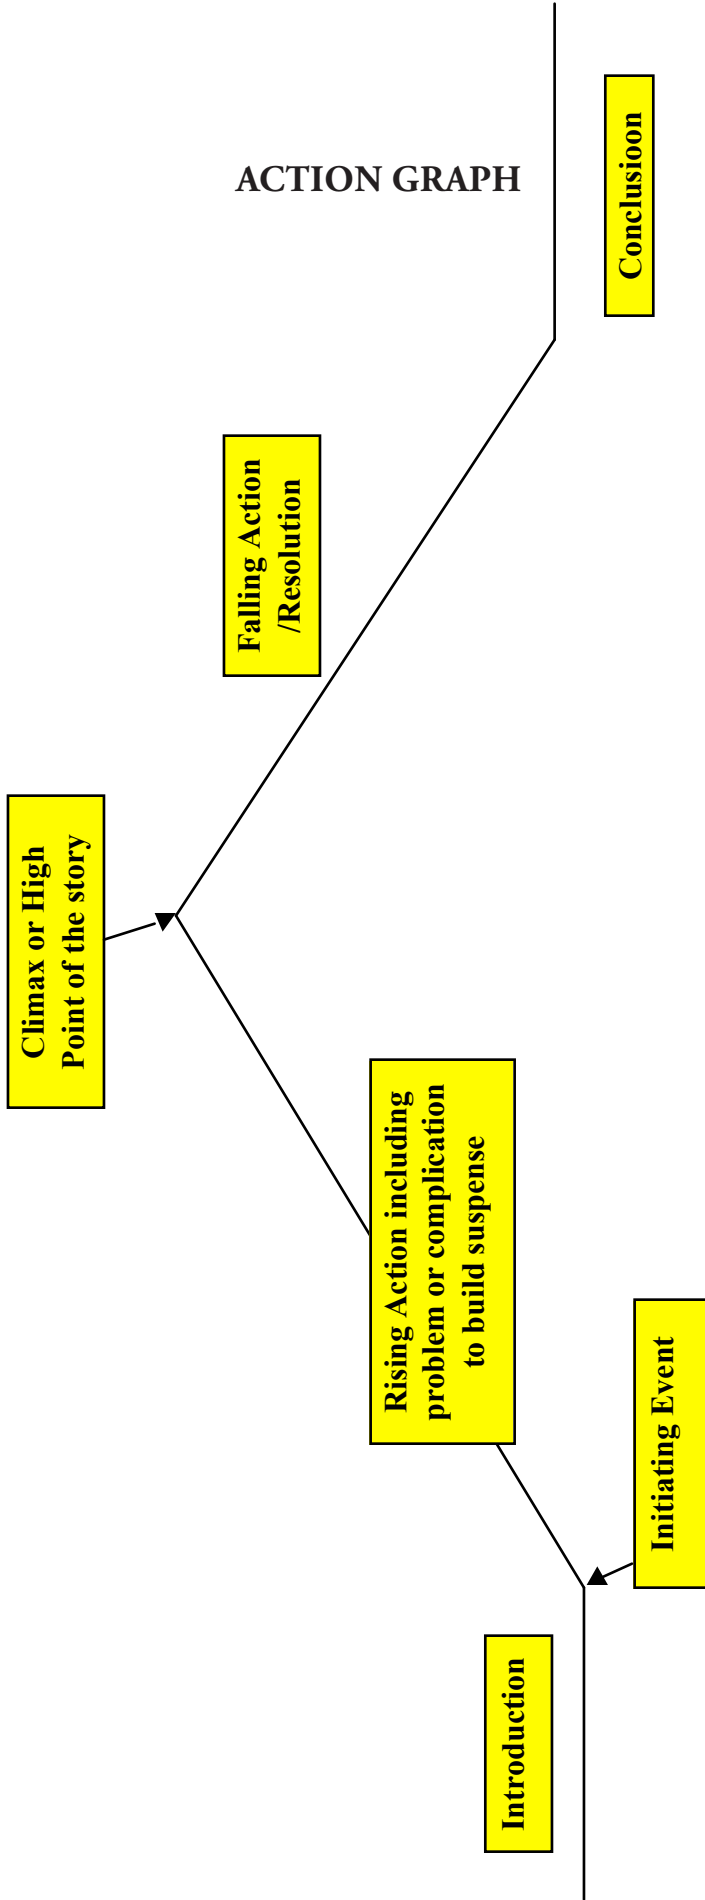 ACTION GRAPH
Introduction
Initiating Event
Rising Action including
problem or complication
to build suspense
Climax or High
Point of the story
Falling Action
/Resolution
Conclusioon